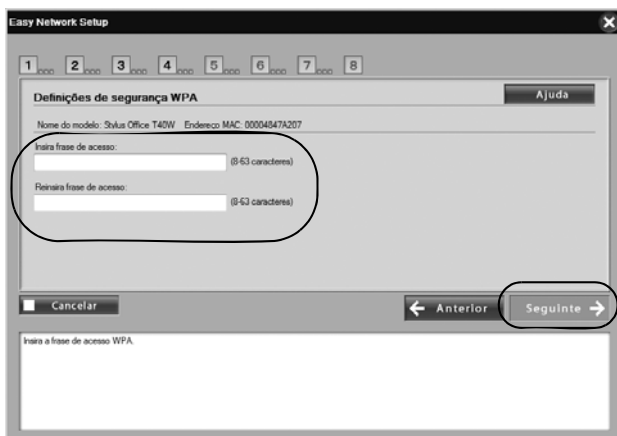 Easy Network Setup
1 2 3 4 5 6 7 8
Definições de segurança WPA
Ajuda
Nome do modelo: Stylus Office T40W Endereço MAC: 00004847A207
Insira frase de acesso:
(8-63 caracteres)
Reinsira frase de acesso:
(8-63 caracteres)
Cancelar
Anterior
Seguinte
Insira a frase de acesso WPA.